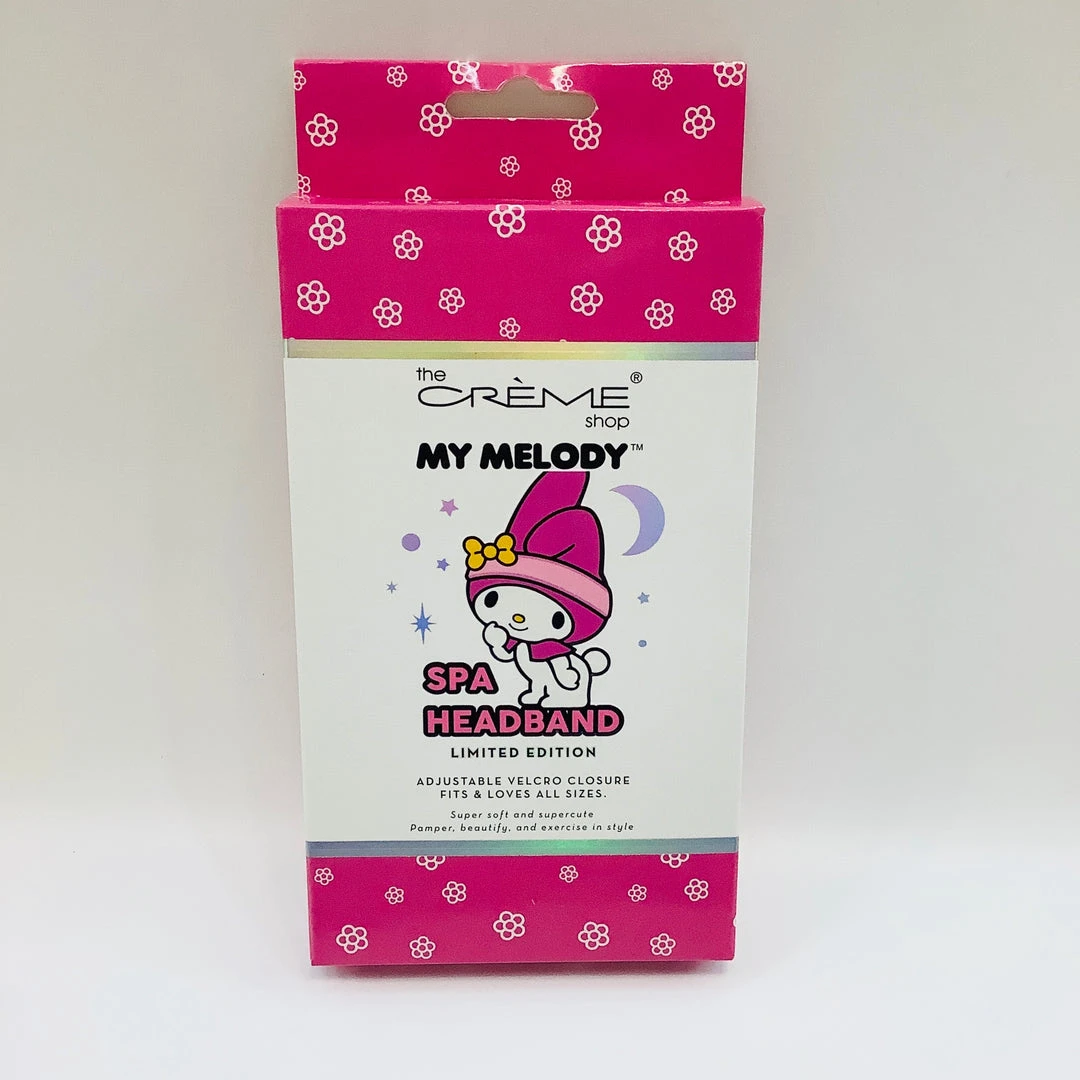 the
CRÈME®
shop
MY MELODY™
SPA
HEADBAND
LIMITED EDITION
ADJUSTABLE VELCRO CLOSURE
FITS & LOVES ALL SIZES.
Super soft and supercute
Pamper, beautify, and exercise in style